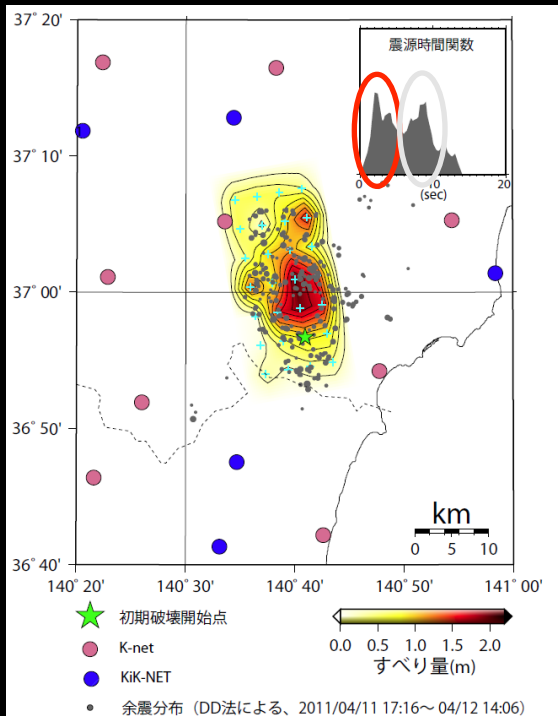 37˚ 20'
37˚ 10'
37˚ 00'
36˚ 50'
36˚ 40'
震源時間関数
0 10 20
(sec)
km
0 5 10
140˚ 20' 140˚ 30' 140˚ 40' 140˚ 50' 141˚ 00'
初期破壊開始点
K-net
KiK-NET
0.0 0.5 1.0 1.5 2.0
すべり量(m)
余震分布（DD法による、2011/04/11 17:16～ 04/12 14:06）